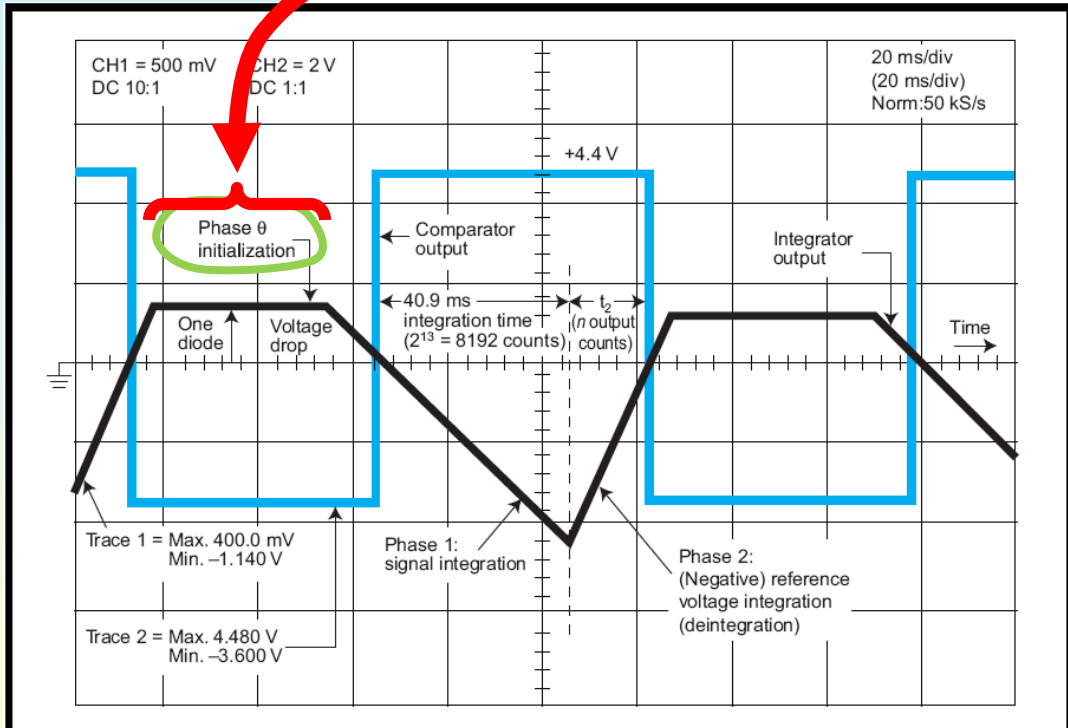 CH1 = 500 mV
DC 10:1
CH2 = 2 V
DC 1:1
20 ms/div
(20 ms/div)
Norm:50 kS/s
+4.4 V
Phase θ
initialization
Comparator
output
Integrator
output
40.9 ms
integration time
(2¹³ = 8192 counts)
t₂
(n output
counts)
One
diode
Voltage
drop
Time
Trace 1 = Max. 400.0 mV
Min. –1.140 V
Phase 1:
signal integration
Phase 2:
(Negative) reference
voltage integration
(deintegration)
Trace 2 = Max. 4.480 V
Min. –3.600 V